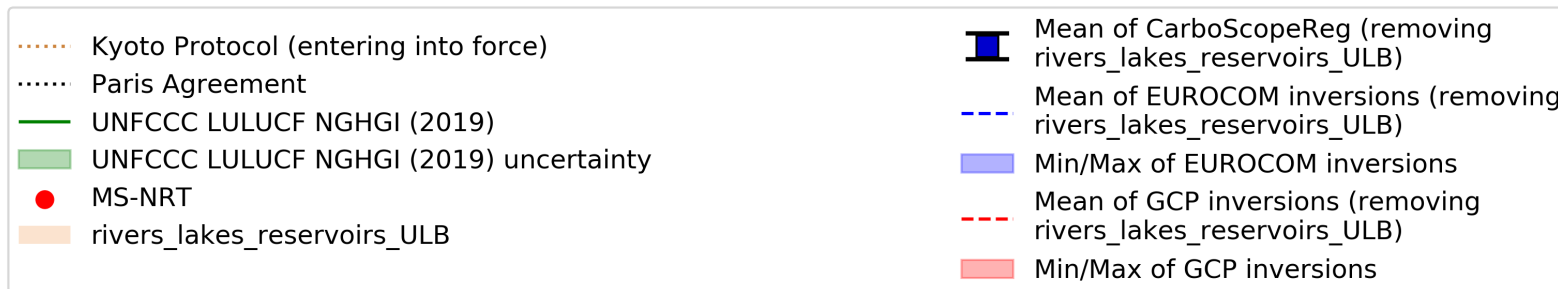 Kyoto Protocol (entering into force)
Paris Agreement
UNFCCC LULUCF NGHGI (2019)
UNFCCC LULUCF NGHGI (2019) uncertainty
MS-NRT
rivers_lakes_reservoirs_ULB
Mean of CarboScopeReg (removing
rivers_lakes_reservoirs_ULB)
Mean of EUROCOM inversions (removing
rivers_lakes_reservoirs_ULB)
Min/Max of EUROCOM inversions
Mean of GCP inversions (removing
rivers_lakes_reservoirs_ULB)
Min/Max of GCP inversions